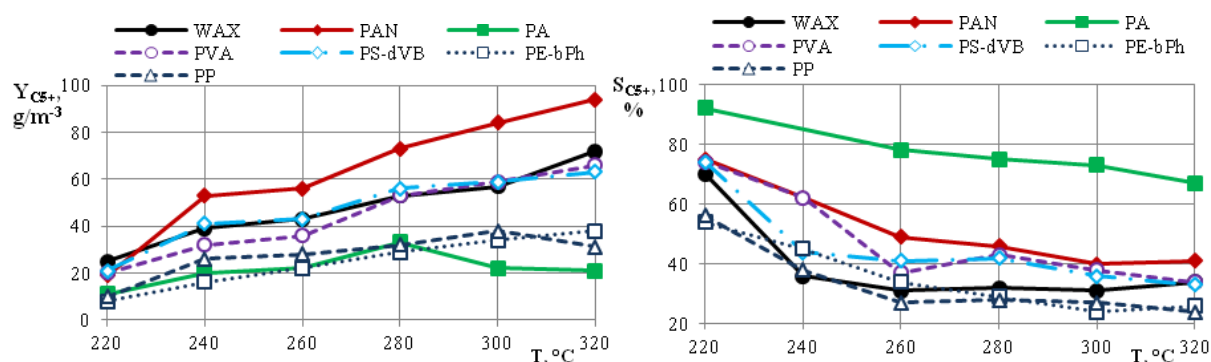 WAX PAN PA
PVA PS-dVB PE-bPh
PP
Y C5+,
g/m-3
100
80
60
40
20
0
220 240 260 280 300 320
T, °C
WAX PAN PA
PVA PS-dVB PE-bPh
PP
S C5+,
%
100
80
60
40
20
220 240 260 280 300 320
T, °C